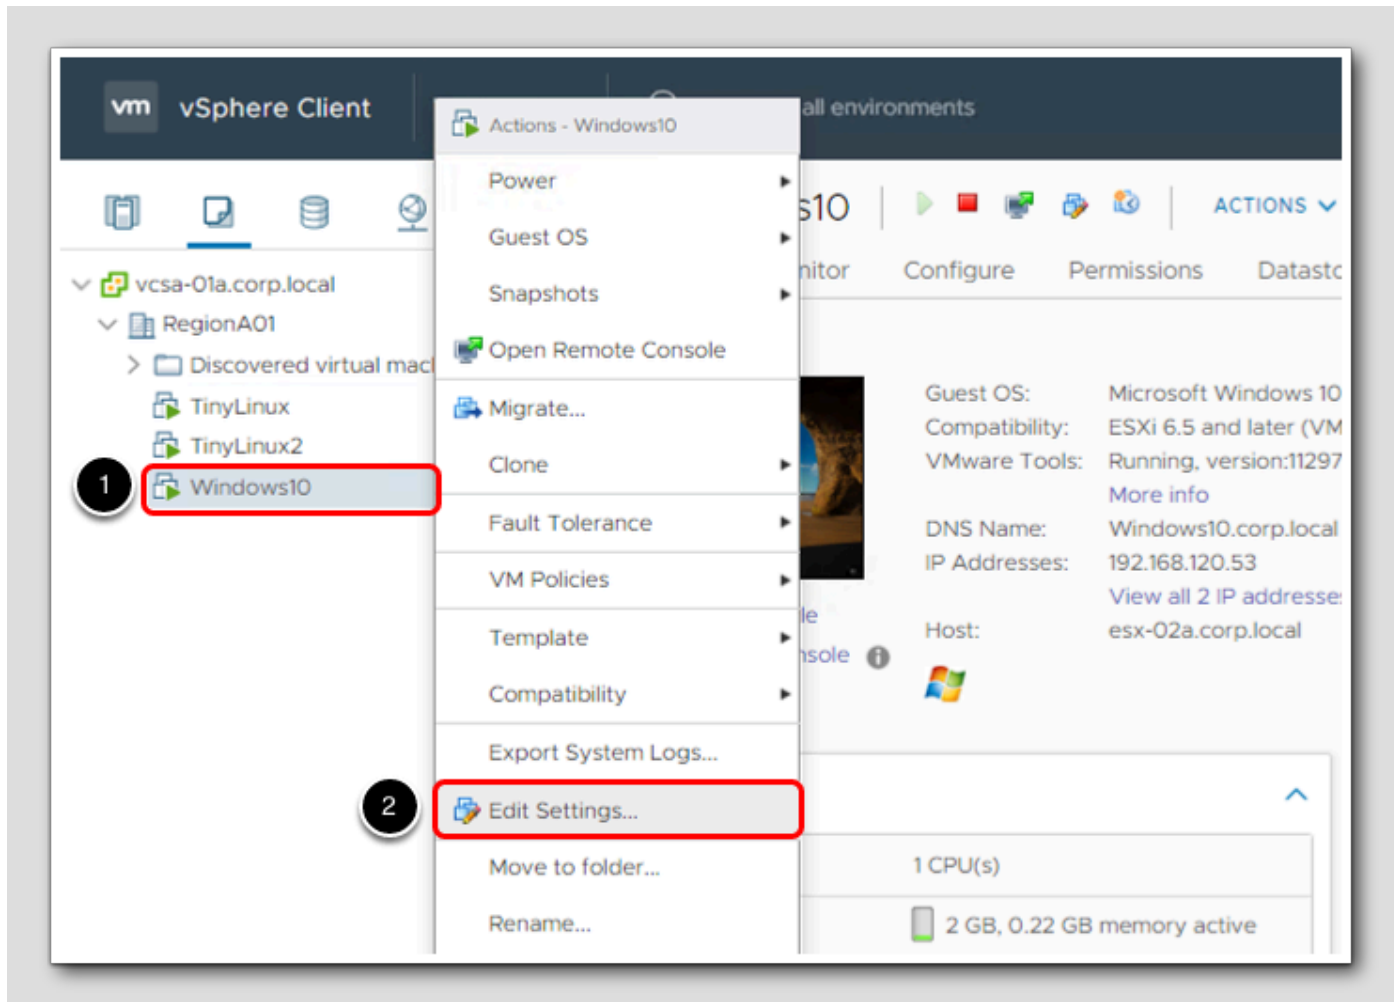 vm vSphere Client
all environments
Actions - Windows10
Power
Guest OS
Snapshots
Open Remote Console
Migrate...
Clone
Fault Tolerance
VM Policies
Template
Compatibility
Export System Logs...
2
Edit Settings...
Move to folder...
Rename...
vcsa-01a.corp.local
RegionA01
Discovered virtual mac
TinyLinux
TinyLinux2
1
Windows10
s10
ACTIONS
nitor Configure Permissions Datasto
Guest OS: Microsoft Windows 10
Compatibility: ESXi 6.5 and later (VM
VMware Tools: Running, version:11297
More info
DNS Name: Windows10.corp.local
IP Addresses: 192.168.120.53
View all 2 IP addresses
Host: esx-02a.corp.local
le
nsole
1 CPU(s)
2 GB, 0.22 GB memory active